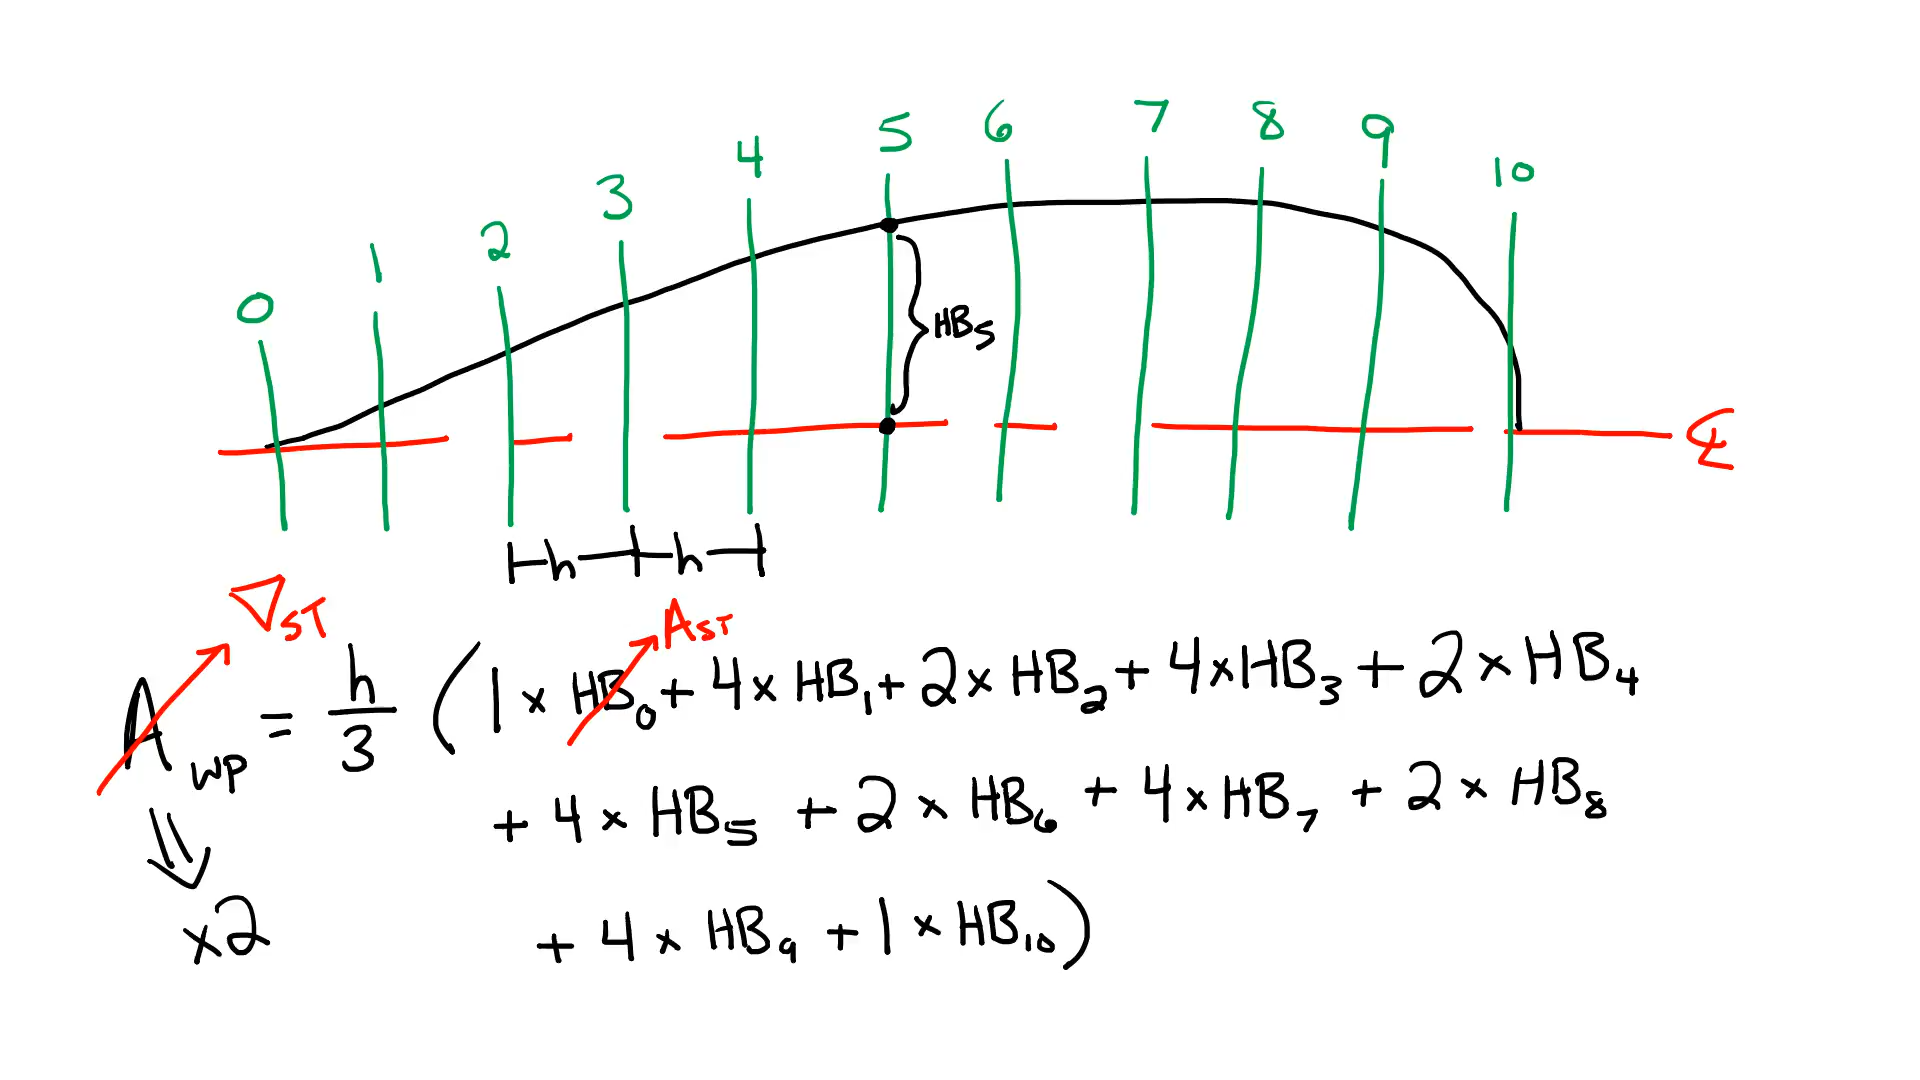 0 1 2 3 4 5 6 7 8 9 10
HB₅
℄
h h
∇ST
AST
A WP = h/3 (1 × HB₀ + 4 × HB₁ + 2 × HB₂ + 4 × HB₃ + 2 × HB₄
+ 4 × HB₅ + 2 × HB₆ + 4 × HB₇ + 2 × HB₈
+ 4 × HB₉ + 1 × HB₁₀)
×2